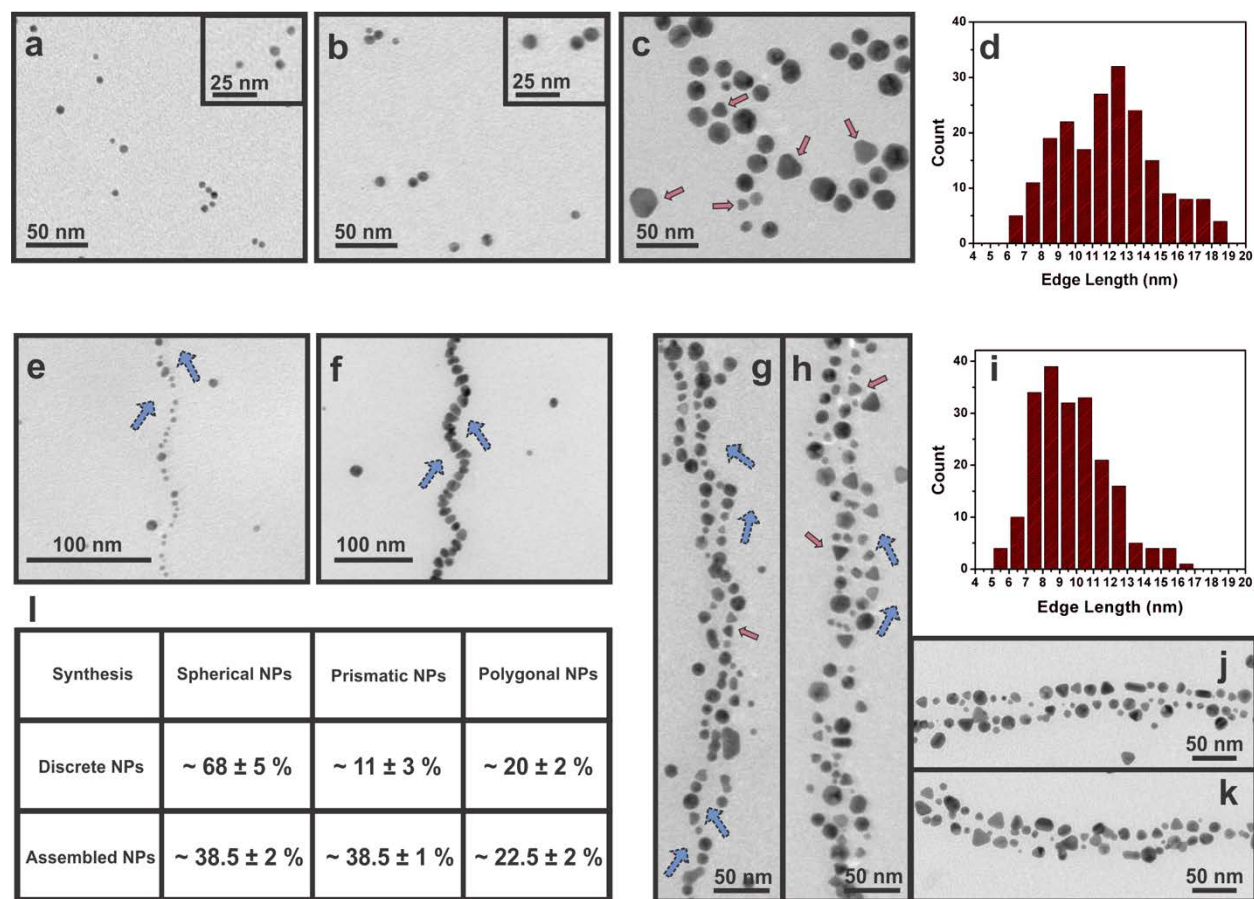 a
25 nm
50 nm
b
25 nm
50 nm
c
50 nm
d
40
30
20
10
0
Count
4 5 6 7 8 9 10 11 12 13 14 15 16 17 18 19 20
Edge Length (nm)
e
100 nm
f
100 nm
g
50 nm
h
50 nm
i
40
30
20
10
0
Count
4 5 6 7 8 9 10 11 12 13 14 15 16 17 18 19 20
Edge Length (nm)
j
50 nm
k
50 nm
l
Synthesis Spherical NPs Prismatic NPs Polygonal NPs
Discrete NPs ~ 68 ± 5 % ~ 11 ± 3 % ~ 20 ± 2 %
Assembled NPs ~ 38.5 ± 2 % ~ 38.5 ± 1 % ~ 22.5 ± 2 %